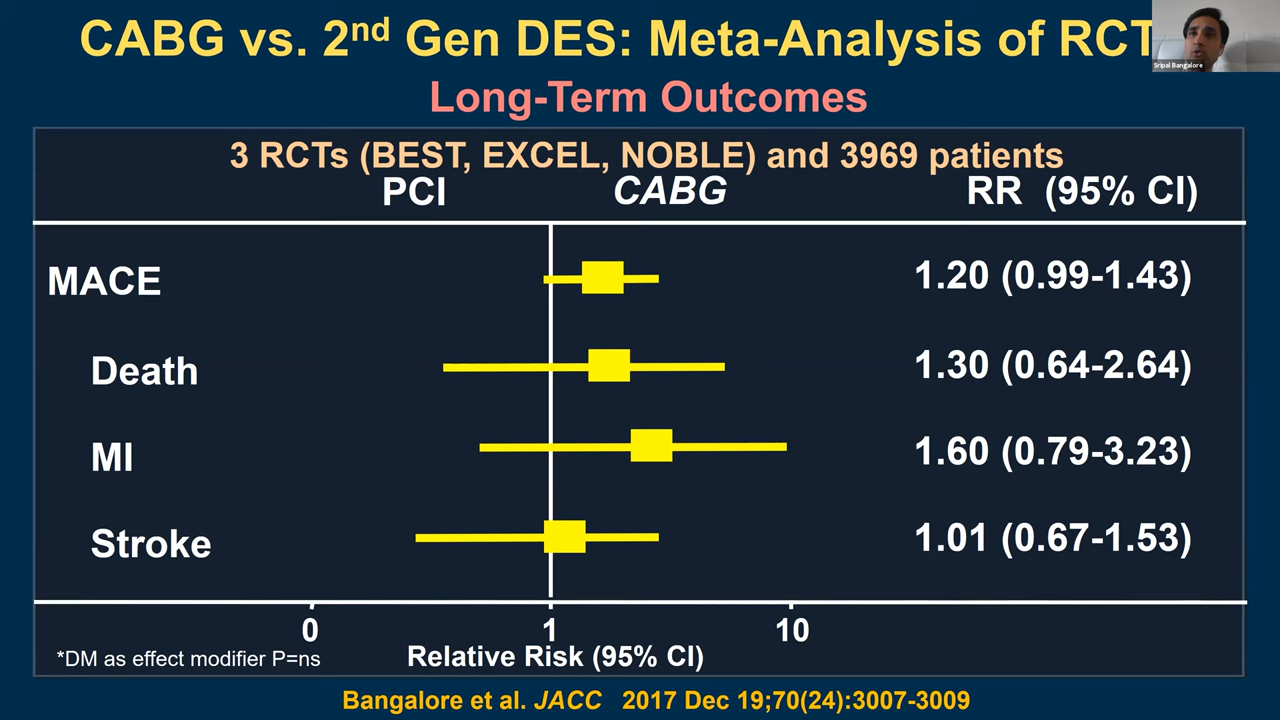 CABG vs. 2nd Gen DES: Meta-Analysis of RCT
Sripal Bangalore
Long-Term Outcomes
3 RCTs (BEST, EXCEL, NOBLE) and 3969 patients
PCI CABG RR (95% CI)
MACE 1.20 (0.99-1.43)
Death 1.30 (0.64-2.64)
MI 1.60 (0.79-3.23)
Stroke 1.01 (0.67-1.53)
0 1 10
*DM as effect modifier P=ns Relative Risk (95% CI)
Bangalore et al. JACC 2017 Dec 19;70(24):3007-3009